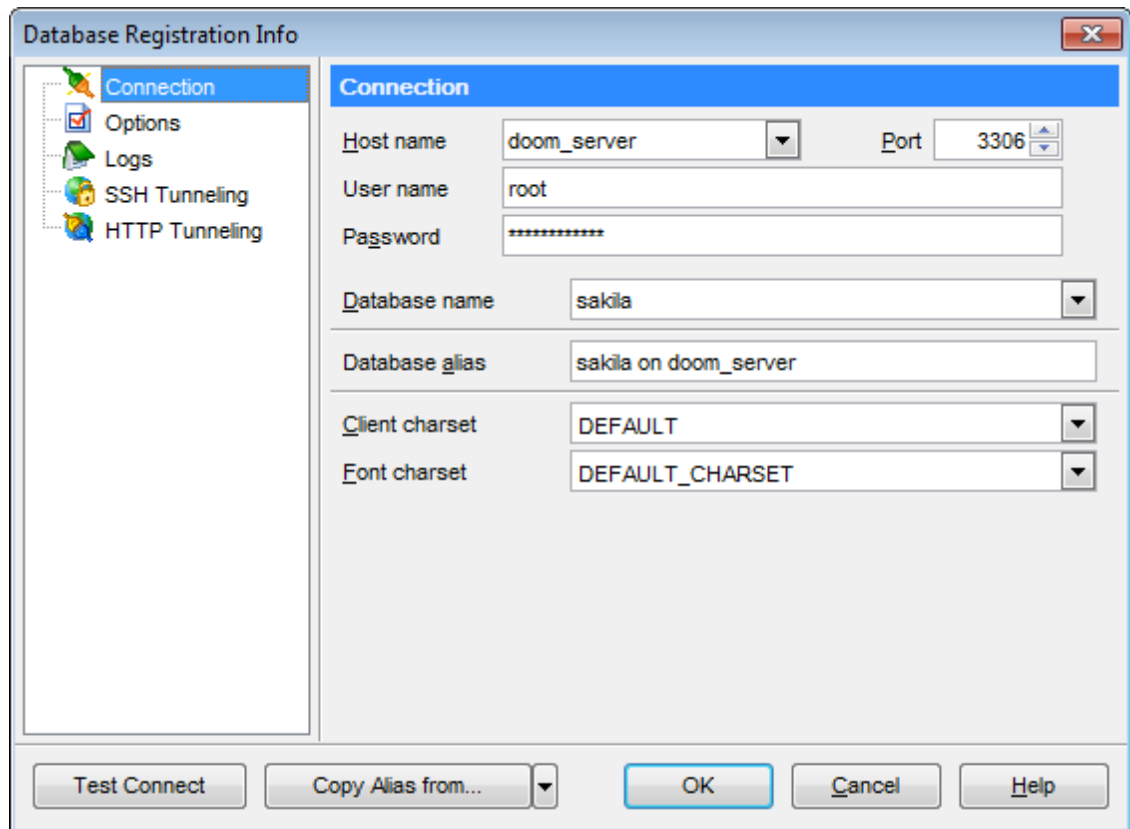 Database Registration Info
Connection
Options
Logs
SSH Tunneling
HTTP Tunneling
Connection
Host name doom_server Port 3306
User name root
Password ************
Database name sakila
Database alias sakila on doom_server
Client charset DEFAULT
Font charset DEFAULT_CHARSET
Test Connect Copy Alias from... OK Cancel Help